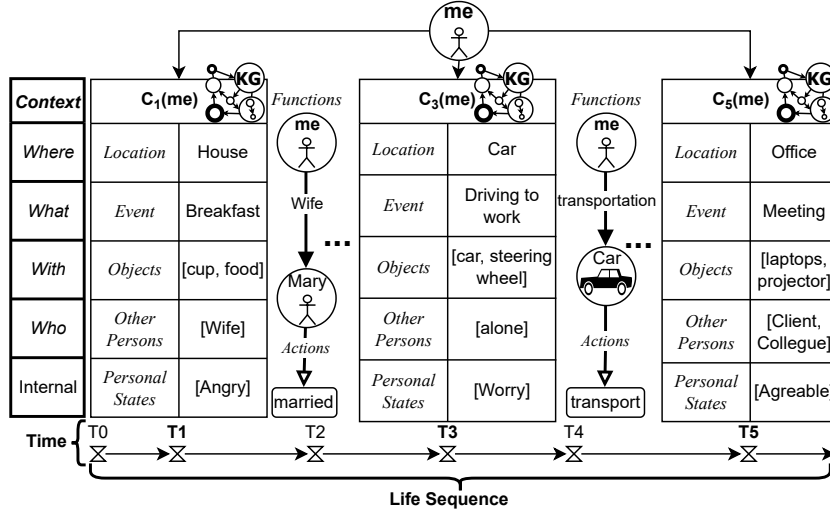 me
Context
C1(me)
KG
Functions
C3(me)
KG
Functions
C5(me)
KG
Where
Location
House
me
Location
Car
me
Location
Office
What
Event
Breakfast
Wife
Event
Driving to
work
transportation
Event
Meeting
With
Objects
[cup, food]
...
Mary
Objects
[car, steering
wheel]
...
Car
Objects
[laptops,
projector]
Who
Other
Persons
[Wife]
Actions
Other
Persons
[alone]
Actions
Other
Persons
[Client,
Collegue]
Internal
Personal
States
[Angry]
married
Personal
States
[Worry]
transport
Personal
States
[Agreable]
Time
T0
T1
T2
T3
T4
T5
Life Sequence